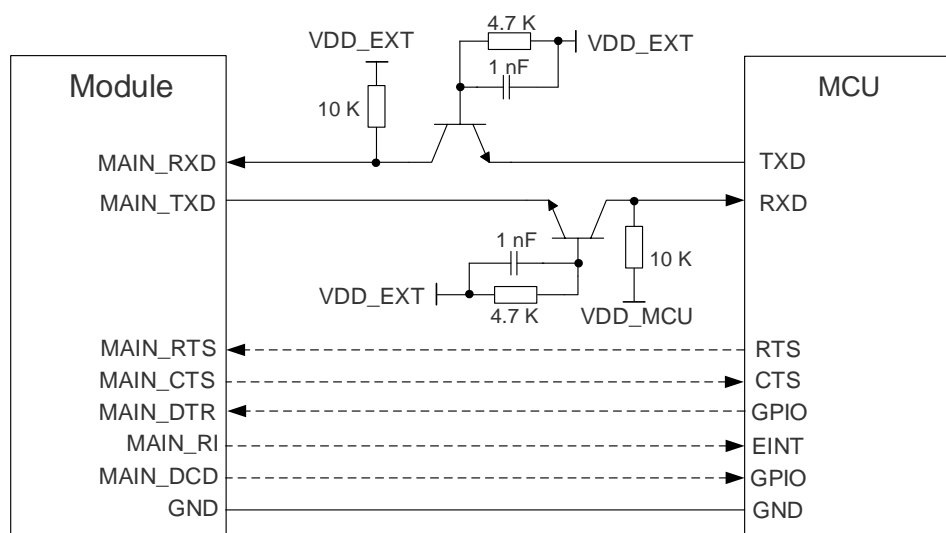 4.7 K
VDD_EXT
VDD_EXT
1 nF
Module
MCU
10 K
MAIN_RXD
TXD
MAIN_TXD
RXD
1 nF
10 K
VDD_EXT
4.7 K
VDD_MCU
MAIN_RTS
RTS
MAIN_CTS
CTS
MAIN_DTR
GPIO
MAIN_RI
EINT
MAIN_DCD
GPIO
GND
GND